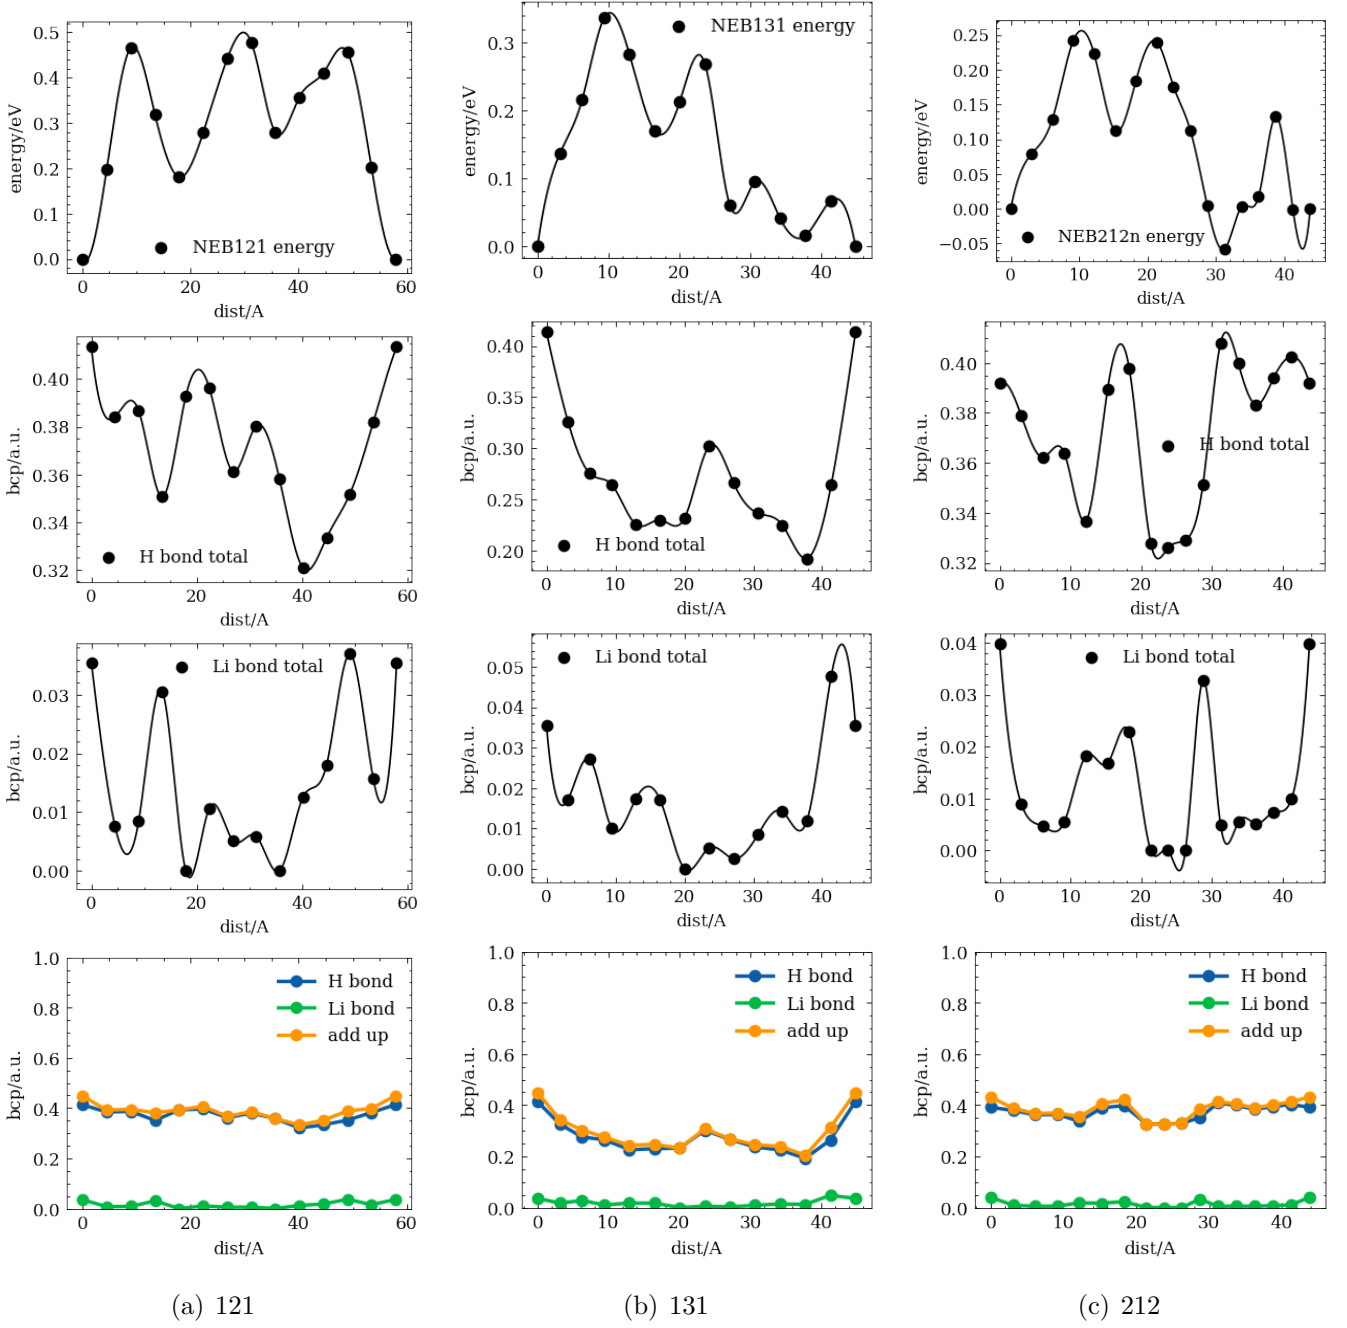 0.5
0.4
0.3
0.2
0.1
0.0
energy/eV
NEB121 energy
0 20 40 60
dist/A
0.3
0.2
0.1
0.0
energy/eV
NEB131 energy
0 10 20 30 40
dist/A
0.25
0.20
0.15
0.10
0.05
0.00
−0.05
energy/eV
NEB212n energy
0 10 20 30 40
dist/A
0.40
0.38
0.36
0.34
0.32
bcp/a.u.
H bond total
0 20 40 60
dist/A
0.40
0.35
0.30
0.25
0.20
bcp/a.u.
H bond total
0 10 20 30 40
dist/A
0.40
0.38
0.36
0.34
0.32
bcp/a.u.
H bond total
0 10 20 30 40
dist/A
0.03
0.02
0.01
0.00
bcp/a.u.
Li bond total
0 20 40 60
dist/A
0.05
0.04
0.03
0.02
0.01
0.00
bcp/a.u.
Li bond total
0 10 20 30 40
dist/A
0.04
0.03
0.02
0.01
0.00
bcp/a.u.
Li bond total
0 10 20 30 40
dist/A
1.0
0.8
0.6
0.4
0.2
0.0
bcp/a.u.
H bond
Li bond
add up
0 20 40 60
dist/A
1.0
0.8
0.6
0.4
0.2
0.0
bcp/a.u.
H bond
Li bond
add up
0 10 20 30 40
dist/A
1.0
0.8
0.6
0.4
0.2
0.0
bcp/a.u.
H bond
Li bond
add up
0 10 20 30 40
dist/A
(a) 121
(b) 131
(c) 212